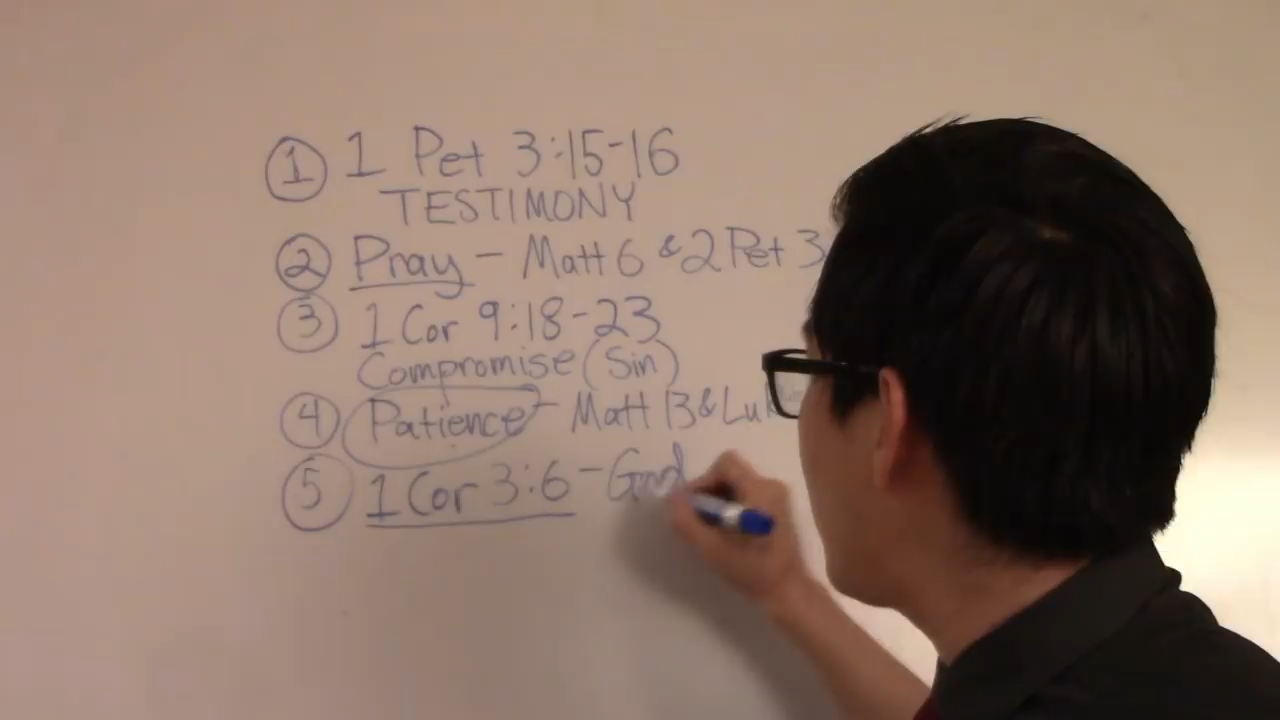 1 1 Pet 3:15-16
TESTIMONY
2 Pray - Matt 6 & 2 Pet 3
3 1 Cor 9:18-23
Compromise (Sin)
4 Patience - Matt 13 & Luk
5 1 Cor 3:6 - God